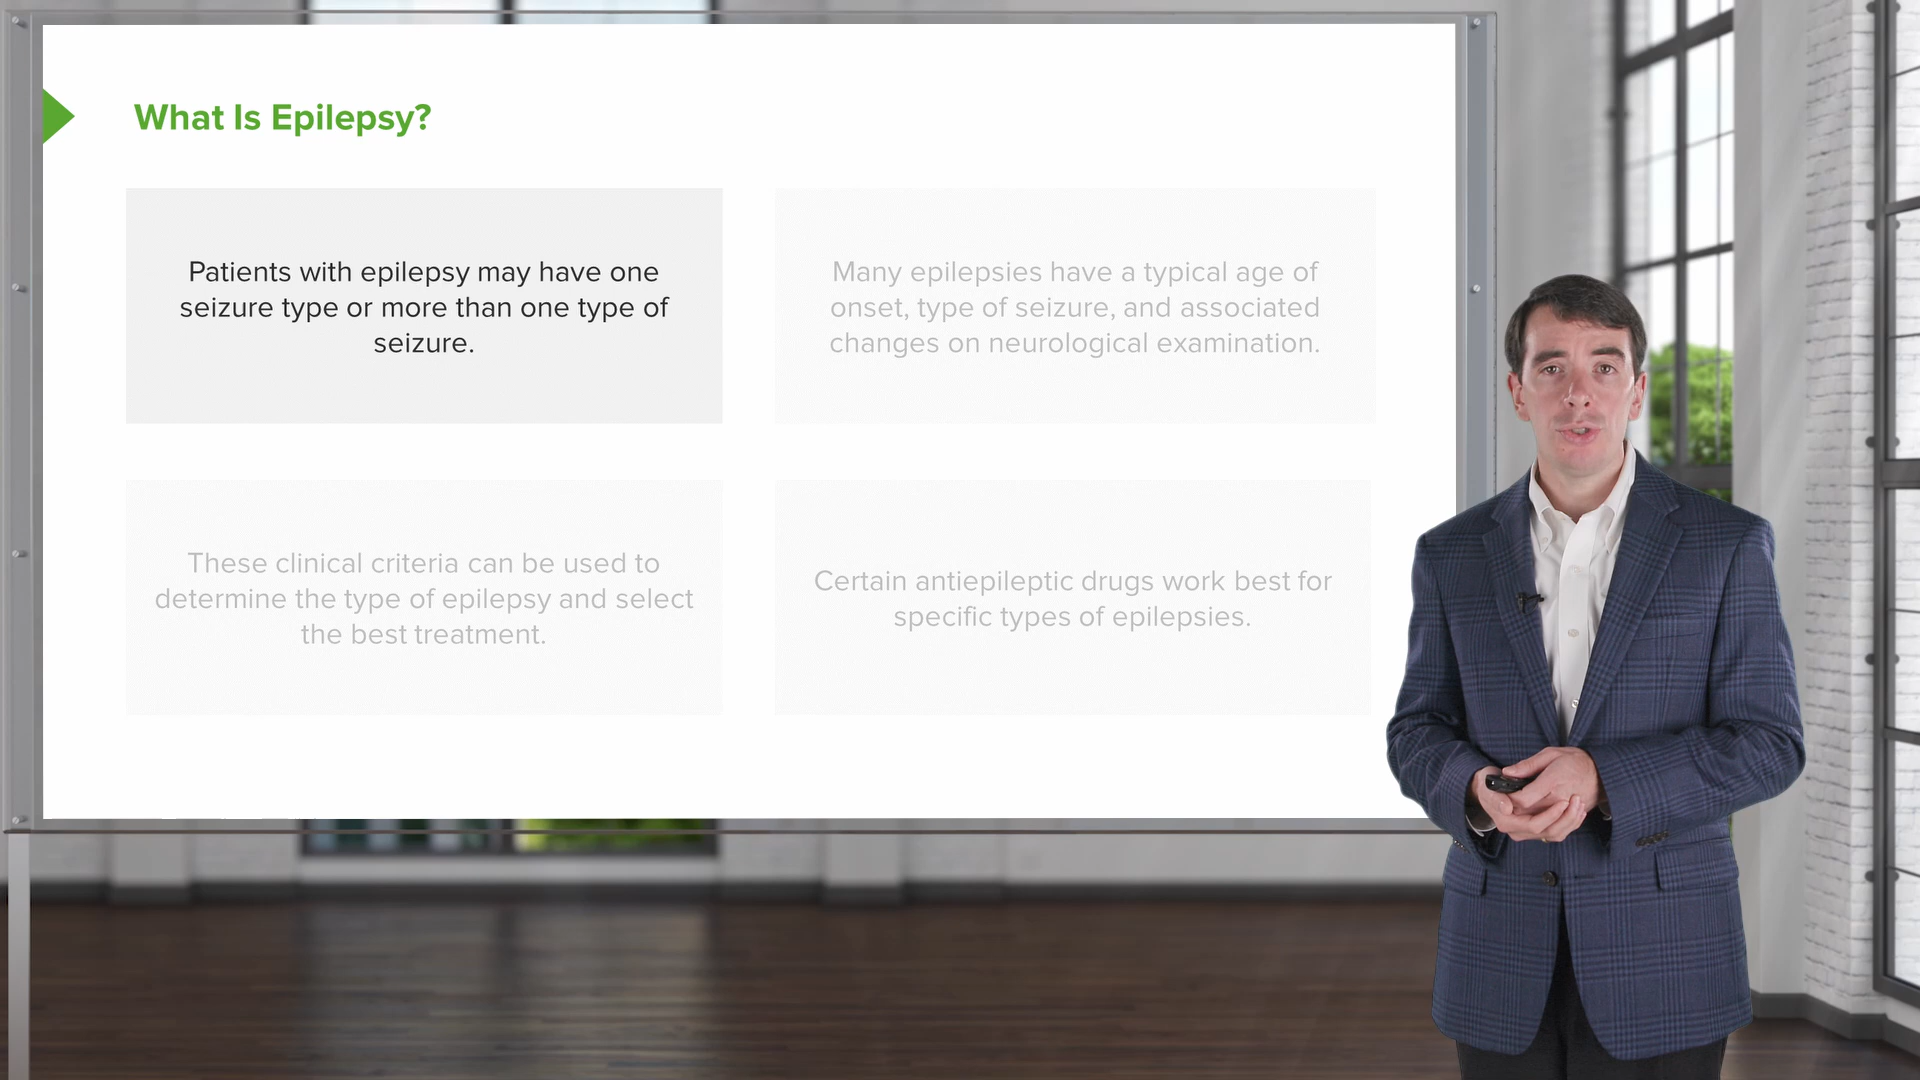 What Is Epilepsy?
Patients with epilepsy may have one
seizure type or more than one type of
seizure.
Many epilepsies have a typical age of
onset, type of seizure, and associated
changes on neurological examination.
These clinical criteria can be used to
determine the type of epilepsy and select
the best treatment.
Certain antiepileptic drugs work best for
specific types of epilepsies.